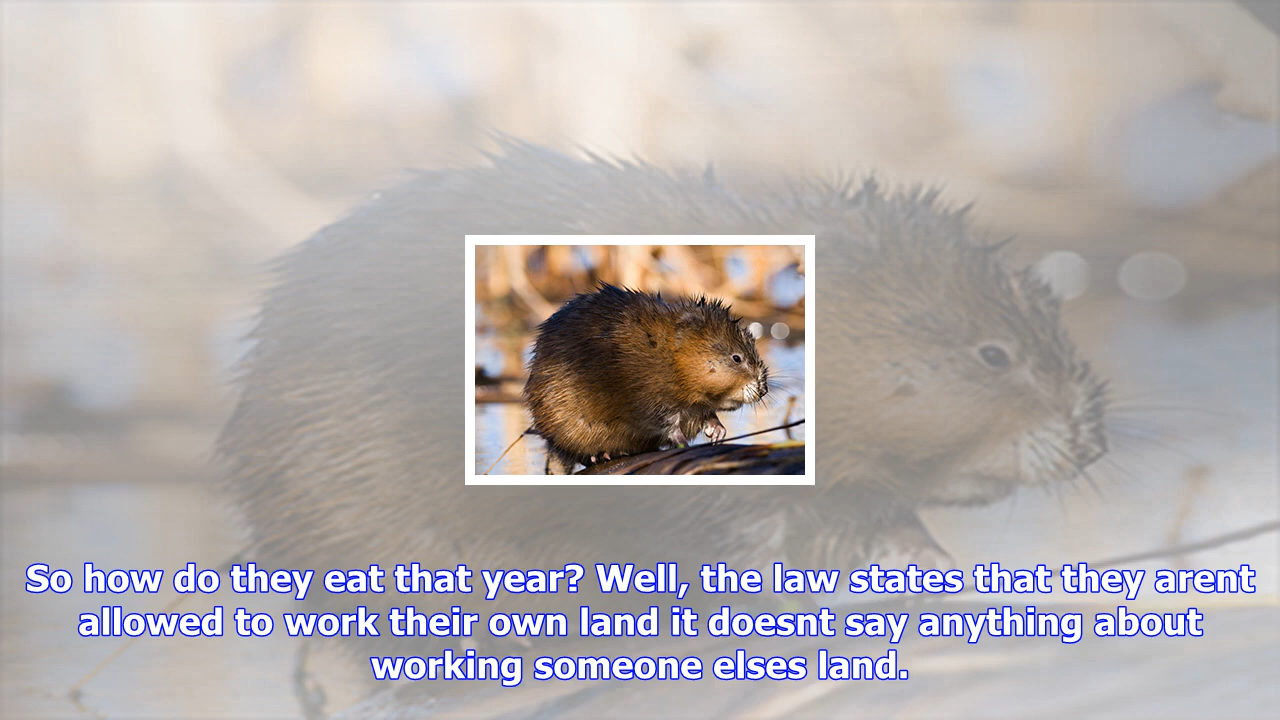 So how do they eat that year? Well, the law states that they arent
allowed to work their own land it doesnt say anything about
working someone elses land.